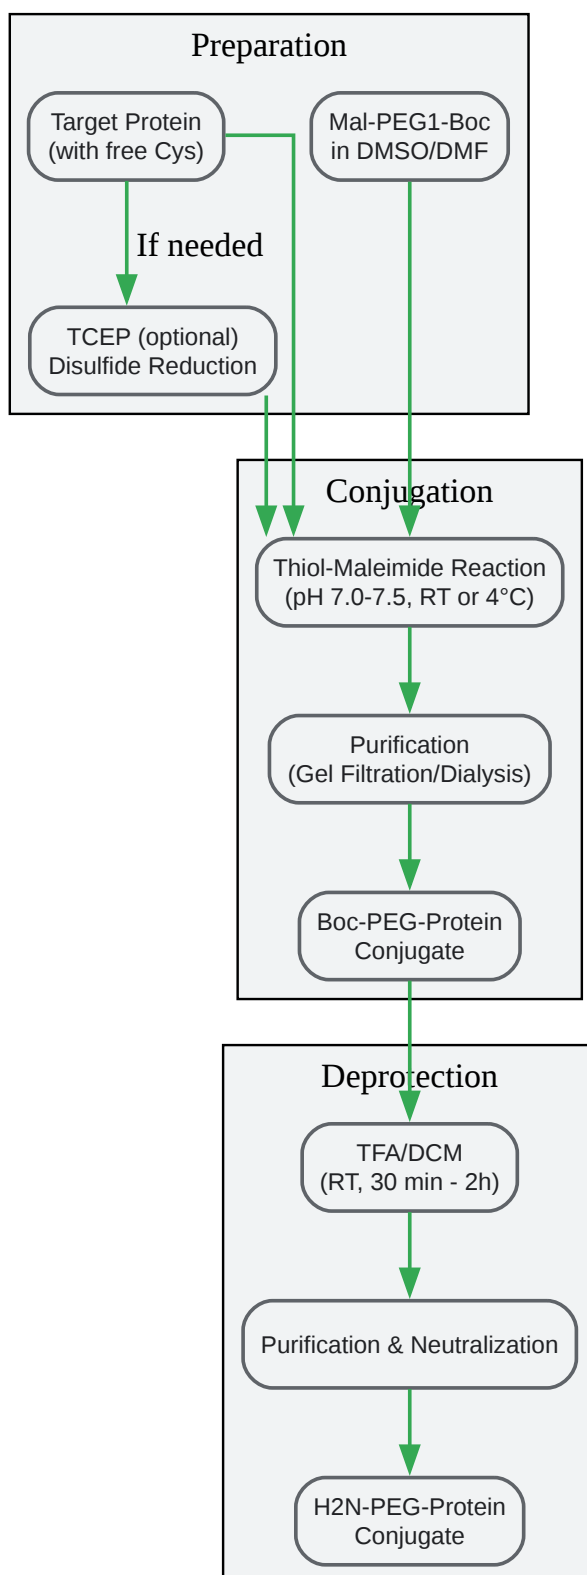 Preparation
Target Protein
(with free Cys)
Mal-PEG1-Boc
in DMSO/DMF
If needed
TCEP (optional)
Disulfide Reduction
Conjugation
Thiol-Maleimide Reaction
(pH 7.0-7.5, RT or 4°C)
Purification
(Gel Filtration/Dialysis)
Boc-PEG-Protein
Conjugate
Deprotection
TFA/DCM
(RT, 30 min - 2h)
Purification & Neutralization
H2N-PEG-Protein
Conjugate